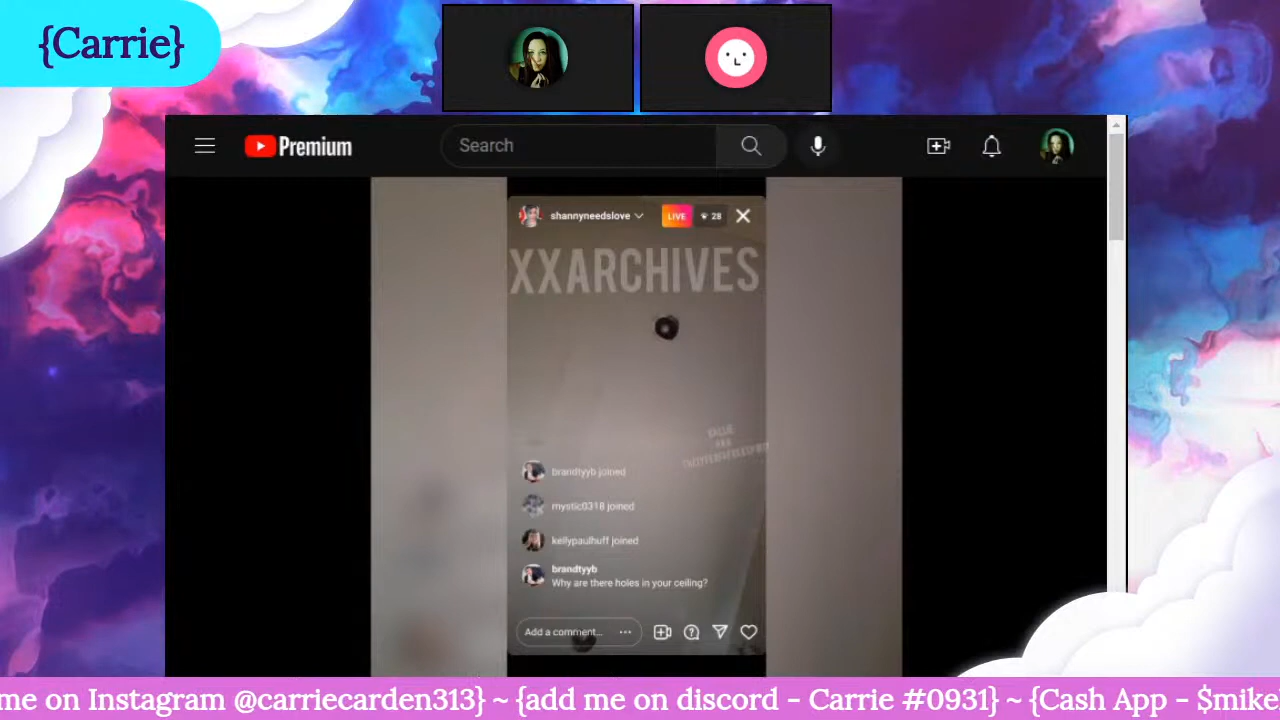 {Carrie}
Premium
Search
shannyneedslove LIVE 28
XXARCHIVES
brandtyyb joined
mystic0318 joined
kellypaulhuff joined
brandtyyb
Why are there holes in your ceiling?
Add a comment...
me on Instagram @carriecarden313} ~ {add me on discord - Carrie #0931} ~ {Cash App - $mike